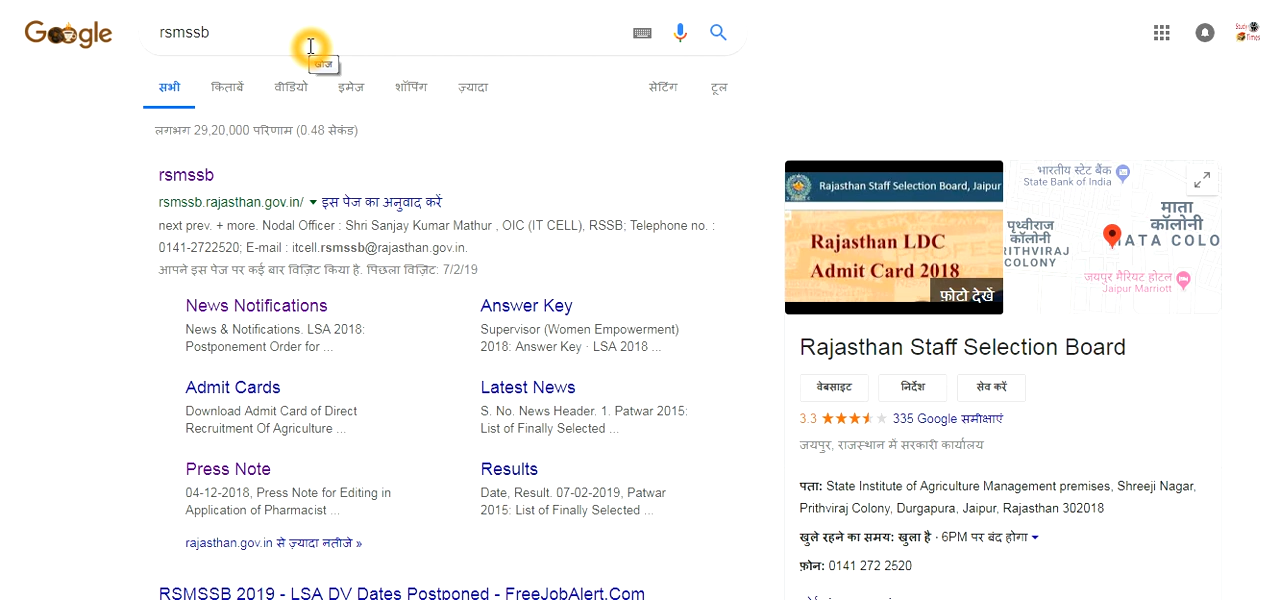 Google
rsmssb
खोज
सभी किताबें वीडियो इमेज शॉपिंग ज़्यादा सेटिंग टूल
लगभग 29,20,000 परिणाम (0.48 सेकंड)
rsmssb
rsmssb.rajasthan.gov.in/ ▾ इस पेज का अनुवाद करें
next prev. + more. Nodal Officer : Shri Sanjay Kumar Mathur , OIC (IT CELL), RSSB; Telephone no. :
0141-2722520; E-mail : itcell.rsmssb@rajasthan.gov.in.
आपने इस पेज पर कई बार विज़िट किया है. पिछला विज़िट: 7/2/19
News Notifications
News & Notifications. LSA 2018:
Postponement Order for ...
Answer Key
Supervisor (Women Empowerment)
2018: Answer Key · LSA 2018 ...
Admit Cards
Download Admit Card of Direct
Recruitment Of Agriculture ...
Latest News
S. No. News Header. 1. Patwar 2015:
List of Finally Selected ...
Press Note
04-12-2018, Press Note for Editing in
Application of Pharmacist ...
Results
Date, Result. 07-02-2019, Patwar
2015: List of Finally Selected ...
rajasthan.gov.in से ज़्यादा नतीजे »
RSMSSB 2019 - LSA DV Dates Postponed - FreeJobAlert.Com
Study
Times
Rajasthan Staff Selection Board, Jaipur
Rajasthan LDC
Admit Card 2018
फ़ोटो देखें
भारतीय स्टेट बैंक
State Bank of India
माता
कॉलोनी
MATA COLO
पृथ्वीराज
कॉलोनी
PRITHVIRAJ
COLONY
जयपुर मैरियट होटल
Jaipur Marriott
Rajasthan Staff Selection Board
वेबसाइट निर्देश सेव करें
3.3 335 Google समीक्षाएं
जयपुर, राजस्थान में सरकारी कार्यालय
पता: State Institute of Agriculture Management premises, Shreeji Nagar,
Prithviraj Colony, Durgapura, Jaipur, Rajasthan 302018
खुले रहने का समय: खुला है · 6PM पर बंद होगा ▾
फ़ोन: 0141 272 2520